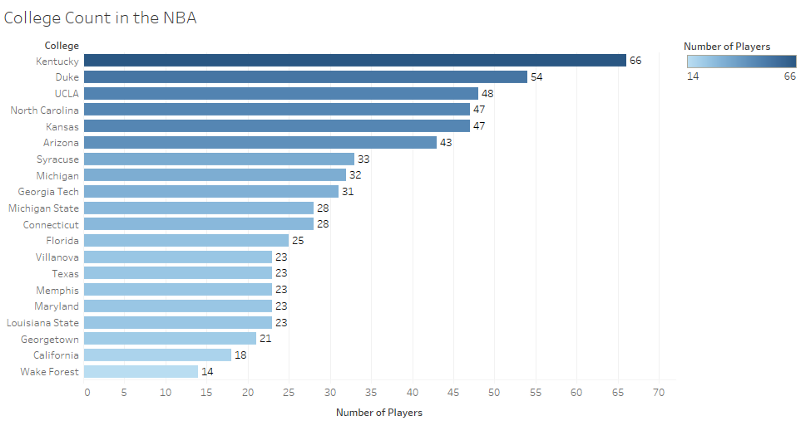 College Count in the NBA
College
Kentucky 66
Duke 54
UCLA 48
North Carolina 47
Kansas 47
Arizona 43
Syracuse 33
Michigan 32
Georgia Tech 31
Michigan State 28
Connecticut 28
Florida 25
Villanova 23
Texas 23
Memphis 23
Maryland 23
Louisiana State 23
Georgetown 21
California 18
Wake Forest 14
0 5 10 15 20 25 30 35 40 45 50 55 60 65 70
Number of Players
Number of Players
14 66